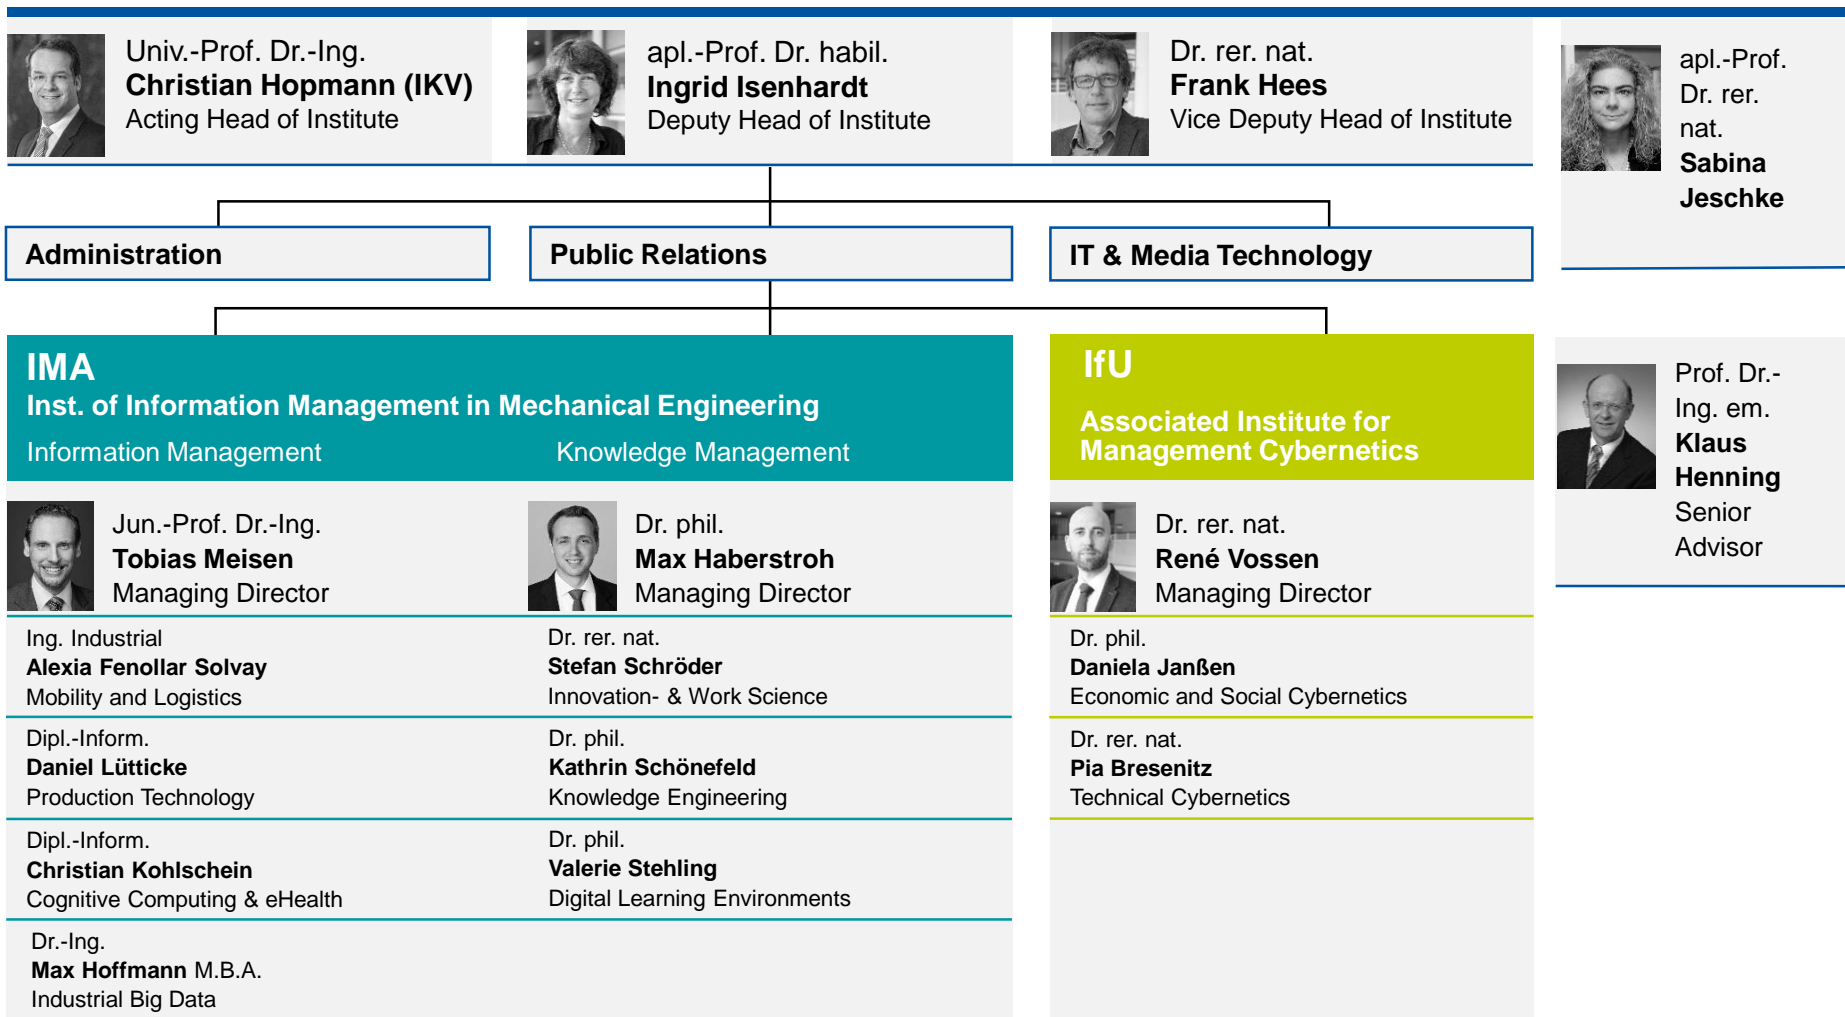 Univ.-Prof. Dr.-Ing.
Christian Hopmann (IKV)
Acting Head of Institute
apl.-Prof. Dr. habil.
Ingrid Isenhardt
Deputy Head of Institute
Dr. rer. nat.
Frank Hees
Vice Deputy Head of Institute
apl.-Prof.
Dr. rer.
nat.
Sabina
Jeschke
Administration
Public Relations
IT & Media Technology
IMA
Inst. of Information Management in Mechanical Engineering
Information Management
Knowledge Management
IfU
Associated Institute for
Management Cybernetics
Prof. Dr.-
Ing. em.
Klaus
Henning
Senior
Advisor
Jun.-Prof. Dr.-Ing.
Tobias Meisen
Managing Director
Dr. phil.
Max Haberstroh
Managing Director
Dr. rer. nat.
René Vossen
Managing Director
Ing. Industrial
Alexia Fenollar Solvay
Mobility and Logistics
Dr. rer. nat.
Stefan Schröder
Innovation- & Work Science
Dr. phil.
Daniela Janßen
Economic and Social Cybernetics
Dipl.-Inform.
Daniel Lütticke
Production Technology
Dr. phil.
Kathrin Schönefeld
Knowledge Engineering
Dr. rer. nat.
Pia Bresenitz
Technical Cybernetics
Dipl.-Inform.
Christian Kohlschein
Cognitive Computing & eHealth
Dr. phil.
Valerie Stehling
Digital Learning Environments
Dr.-Ing.
Max Hoffmann M.B.A.
Industrial Big Data